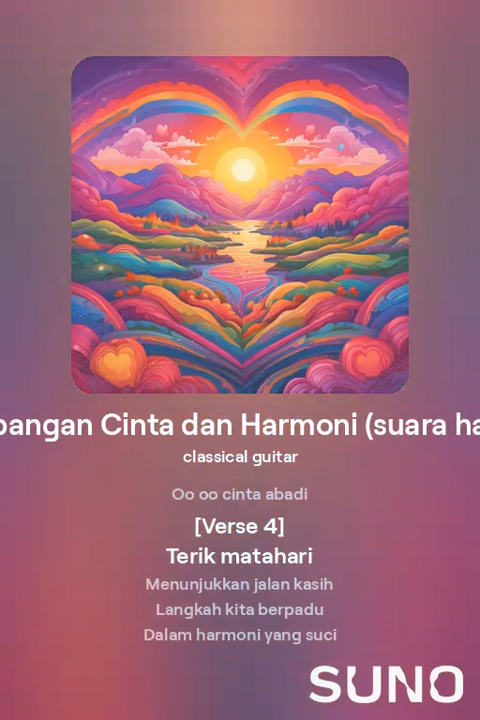 pangan Cinta dan Harmoni (suara ha
classical guitar
Oo oo cinta abadi
[Verse 4]
Terik matahari
Menunjukkan jalan kasih
Langkah kita berpadu
Dalam harmoni yang suci
SUNO